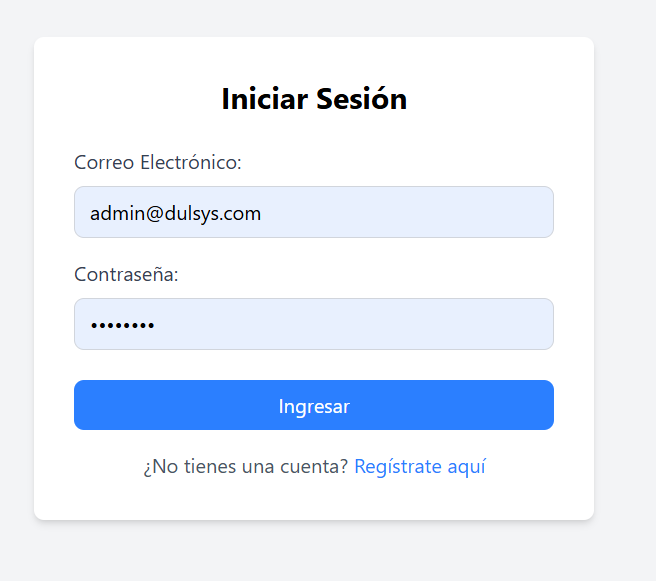 Iniciar Sesión
Correo Electrónico:
admin@dulsys.com
Contraseña:
••••••••
Ingresar
¿No tienes una cuenta? Regístrate aquí